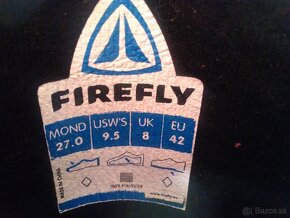 FIREFLY
MOND USW'S UK EU
27.0 9.5 8 42
100% POLYESTER
MADE IN CHINA
bazos.sk